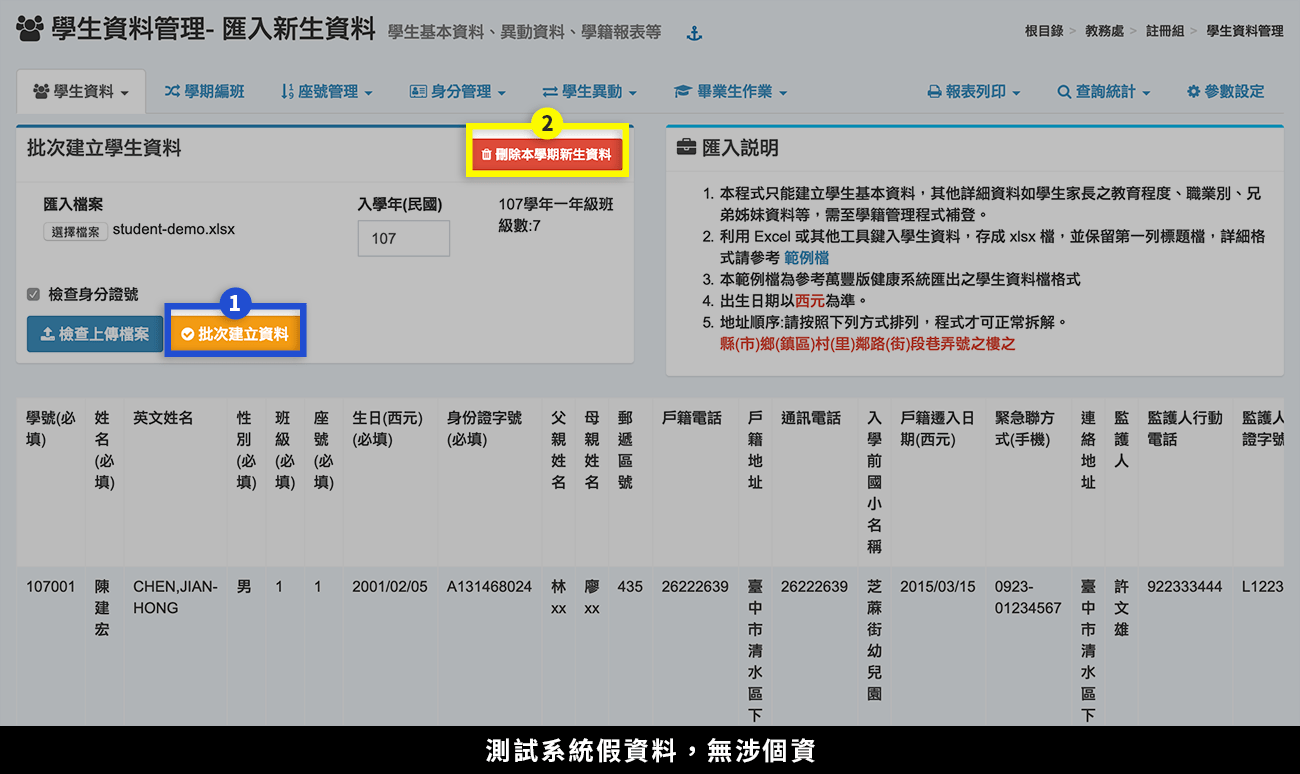 學生資料管理- 匯入新生資料 學生基本資料、異動資料、學籍報表等
根目錄 > 教務處 > 註冊組 > 學生資料管理
學生資料 學期編班 座號管理 身分管理 學生異動 畢業生作業 報表列印 查詢統計 參數設定
批次建立學生資料
2
刪除本學期新生資料
匯入檔案
選擇檔案 student-demo.xlsx
入學年(民國)
107
107學年一年級班
級數:7
檢查身分證號
檢查上傳檔案
1
批次建立資料
匯入説明
1. 本程式只能建立學生基本資料，其他詳細資料如學生家長之教育程度、職業別、兄
弟姊妹資料等，需至學籍管理程式補登。
2. 利用 Excel 或其他工具鍵入學生資料，存成 xlsx 檔，並保留第一列標題檔，詳細格
式請參考 範例檔
3. 本範例檔為參考萬豐版健康系統匯出之學生資料檔格式
4. 出生日期以西元為準。
5. 地址順序:請按照下列方式排列，程式才可正常拆解。
縣(市)鄉(鎮區)村(里)鄰路(街)段巷弄號之樓之
學號(必
填)
姓
名
(必
填)
英文姓名
性
別
(必
填)
班
級
(必
填)
座
號
(必
填)
生日(西元)
(必填)
身份證字號
(必填)
父
親
姓
名
母
親
姓
名
郵
遞
區
號
戶籍電話
戶
籍
地
址
通訊電話
入
學
前
國
小
名
稱
戶籍遷入日
期(西元)
緊急聯方
式(手機)
連
絡
地
址
監
護
人
監護人行動
電話
監護人
證字號
107001
陳
建
宏
CHEN,JIAN-
HONG
男
1
1
2001/02/05
A131468024
林
xx
廖
xx
435
26222639
臺
中
市
清
水
區
下
26222639
芝
蔴
街
幼
兒
園
2015/03/15
0923-
01234567
臺
中
市
清
水
區
下
許
文
雄
922333444
L1223
測試系統假資料，無涉個資